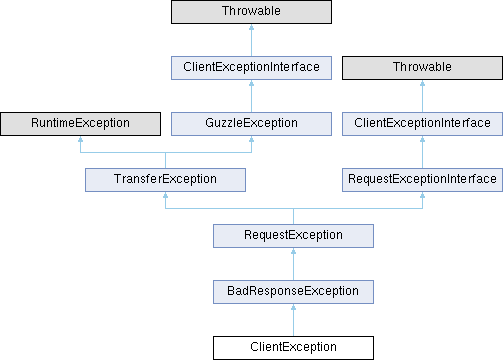 Throwable
ClientExceptionInterface
Throwable
RuntimeException
GuzzleException
ClientExceptionInterface
TransferException
RequestExceptionInterface
RequestException
BadResponseException
ClientException